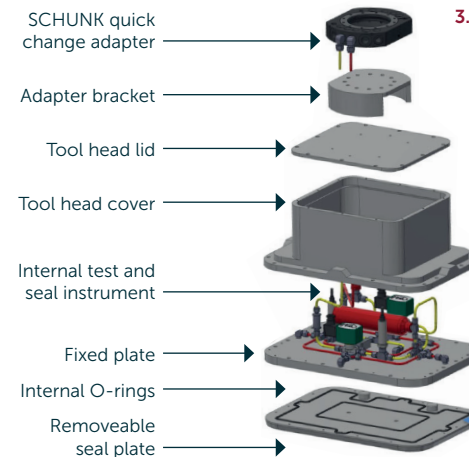 SCHUNK quick
change adapter
3.
Adapter bracket
Tool head lid
Tool head cover
Internal test and
seal instrument
Fixed plate
Internal O-rings
Removeable
seal plate